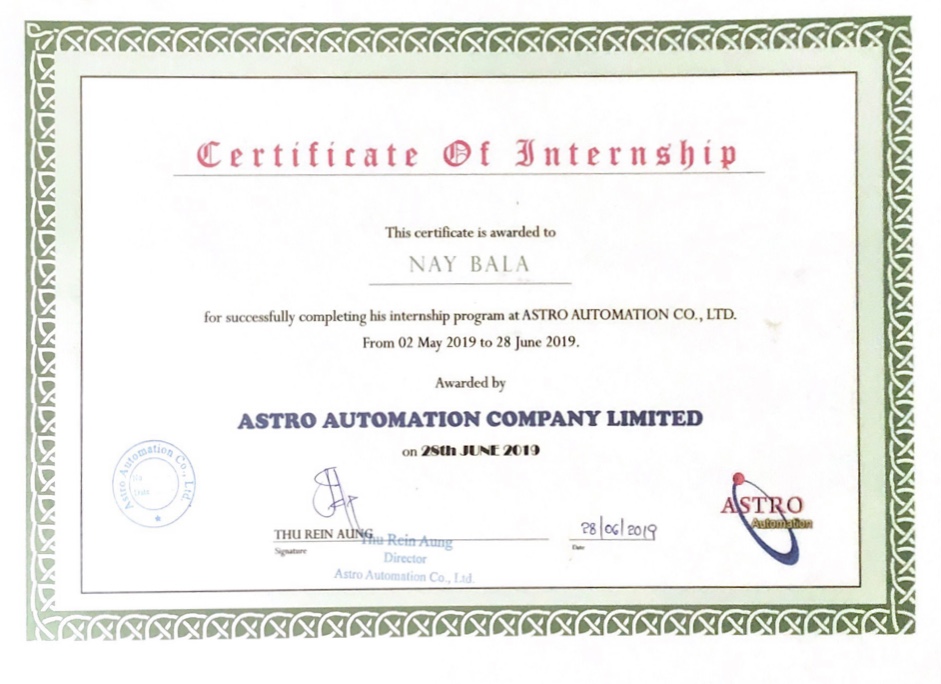 Certificate Of Internship
This certificate is awarded to
NAY BALA
for successfully completing his internship program at ASTRO AUTOMATION CO., LTD.
From 02 May 2019 to 28 June 2019.
Awarded by
ASTRO AUTOMATION COMPANY LIMITED
on 28th JUNE 2019
Astro Automation Co., Ltd.
THU REIN AUNG
Signature
Thu Rein Aung
Director
Astro Automation Co., Ltd.
28/06/2019
Date
ASTRO
Automation